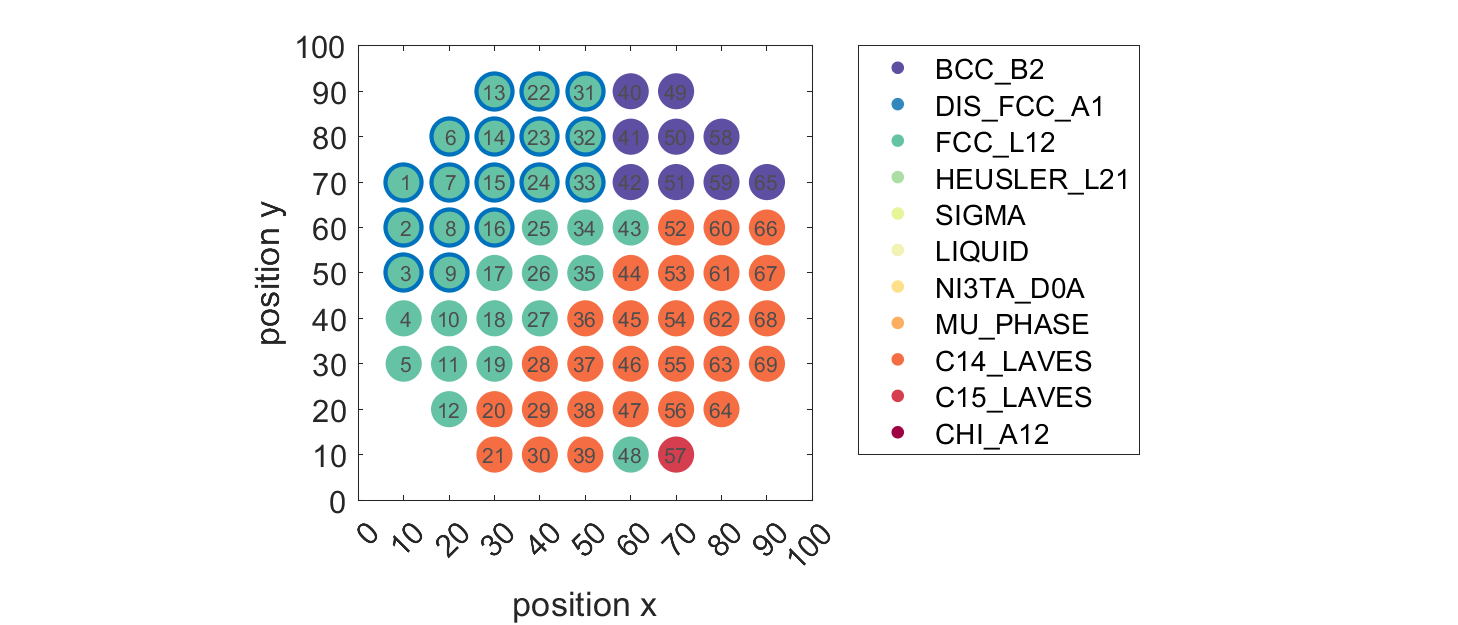 100
90
80
70
60
50
40
30
20
10
0
position y
13 22 31 40 49
6 14 23 32 41 50 58
1 7 15 24 33 42 51 59 65
2 8 16 25 34 43 52 60 66
3 9 17 26 35 44 53 61 67
4 10 18 27 36 45 54 62 68
5 11 19 28 37 46 55 63 69
12 20 29 38 47 56 64
21 30 39 48 57
0 10 20 30 40 50 60 70 80 90 100
position x
BCC_B2
DIS_FCC_A1
FCC_L12
HEUSLER_L21
SIGMA
LIQUID
NI3TA_D0A
MU_PHASE
C14_LAVES
C15_LAVES
CHI_A12